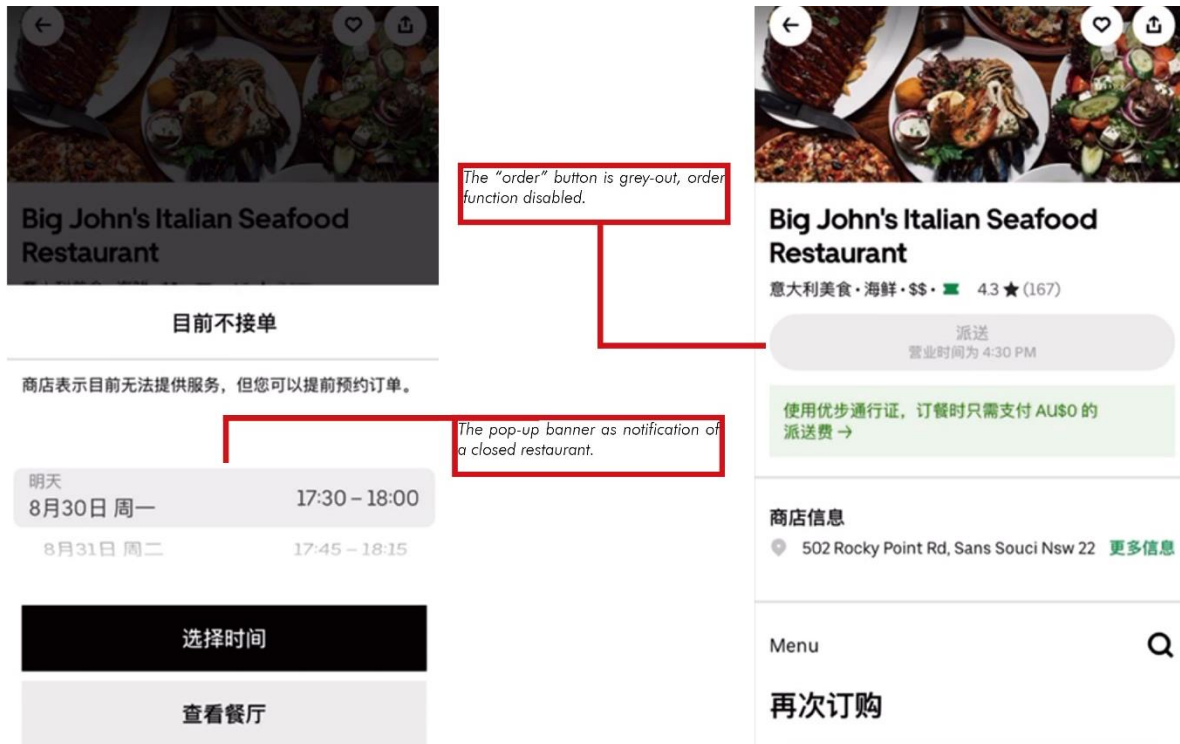 Big John's Italian Seafood
Restaurant
目前不接单
商店表示目前无法提供服务，但您可以提前预约订单。
明天
8月30日 周一
17:30 – 18:00
8月31日 周二
17:45 – 18:15
选择时间
查看餐厅
The “order” button is grey-out, order
function disabled.
The pop-up banner as notification of
a closed restaurant.
Big John's Italian Seafood
Restaurant
意大利美食·海鲜·$$· 4.3 ★ (167)
派送
营业时间为 4:30 PM
使用优步通行证，订餐时只需支付 AU$0 的
派送费 →
商店信息
502 Rocky Point Rd, Sans Souci Nsw 22 更多信息
Menu
再次订购